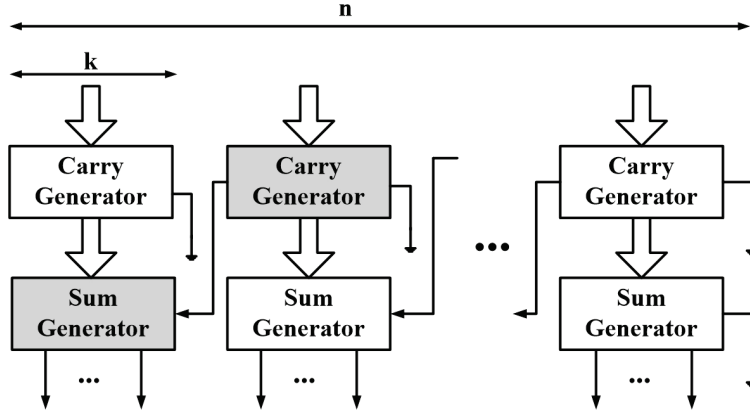 n
k
Carry
Generator
Carry
Generator
Carry
Generator
...
Sum
Generator
Sum
Generator
Sum
Generator
...
...
...